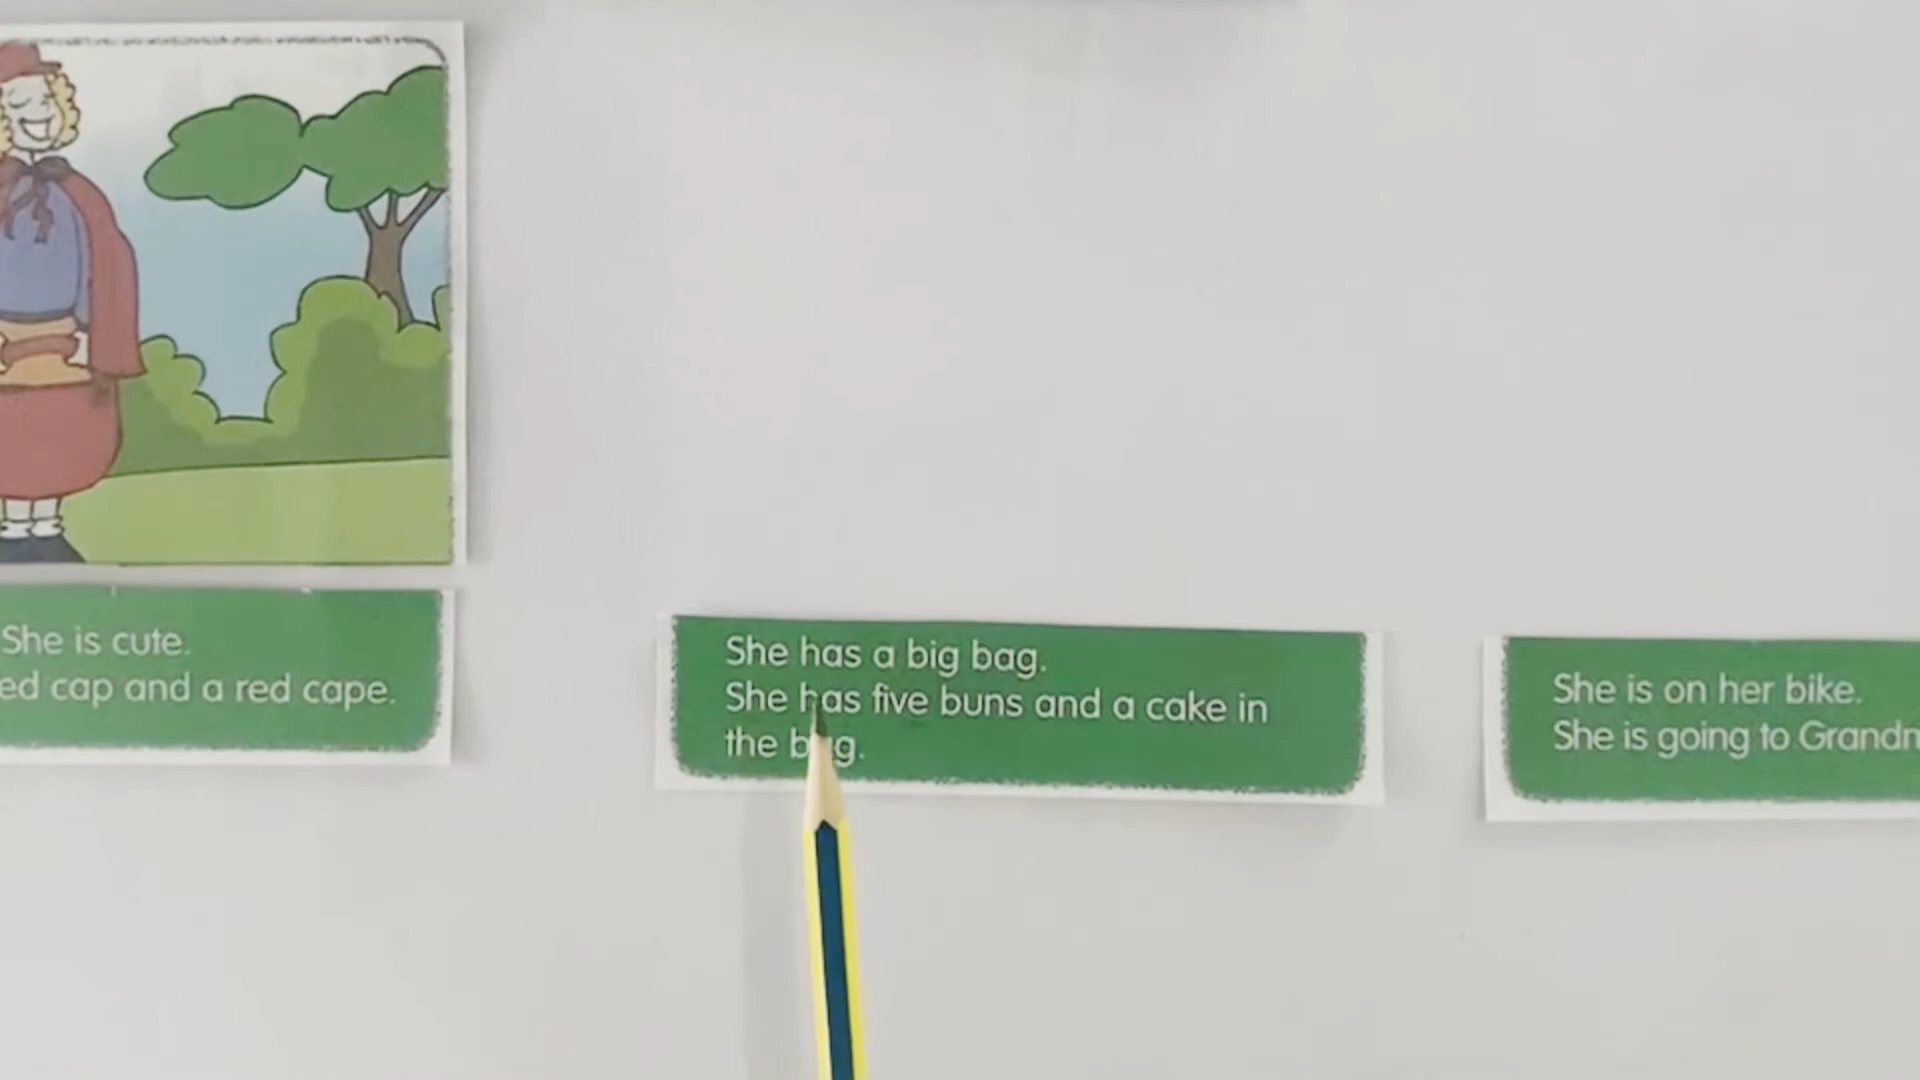 She is cute.
ed cap and a red cape.
She has a big bag.
She has five buns and a cake in
the bag.
She is on her bike.
She is going to Grandm